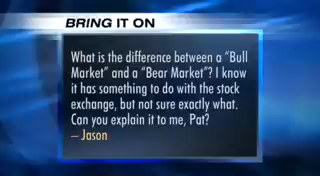 BRING IT ON
What is the difference between a “Bull
Market” and a “Bear Market”? I know
it has something to do with the stock
exchange, but not sure exactly what.
Can you explain it to me, Pat?
– Jason